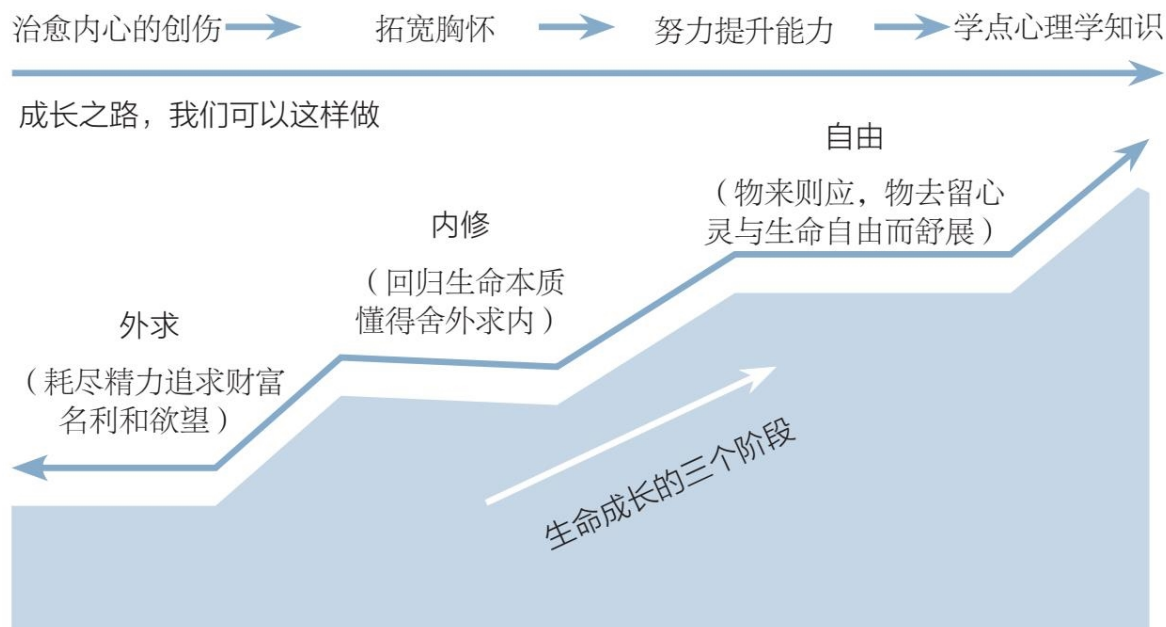 治愈内心的创伤 拓宽胸怀 努力提升能力 学点心理学知识
成长之路，我们可以这样做
自由
（物来则应，物去留心
灵与生命自由而舒展）
内修
（回归生命本质
懂得舍外求内）
外求
（耗尽精力追求财富
名利和欲望）
生命成长的三个阶段